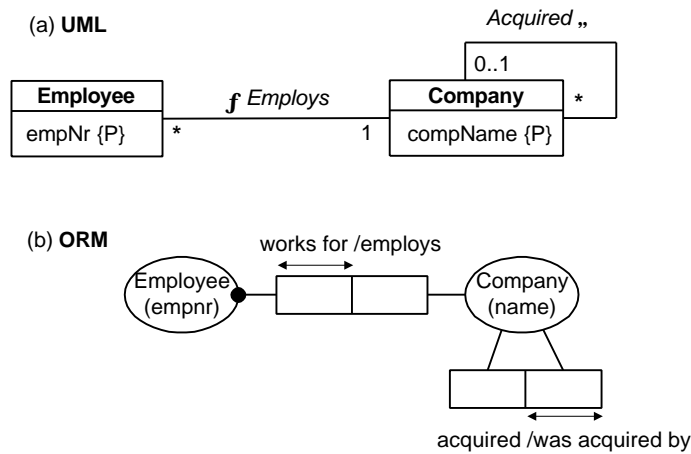 (a) UML
Acquired „
0..1
Employee
empNr {P}
ƒ Employs
*
1
Company
compName {P}
*
(b) ORM
works for /employs
Employee
(empnr)
Company
(name)
acquired /was acquired by